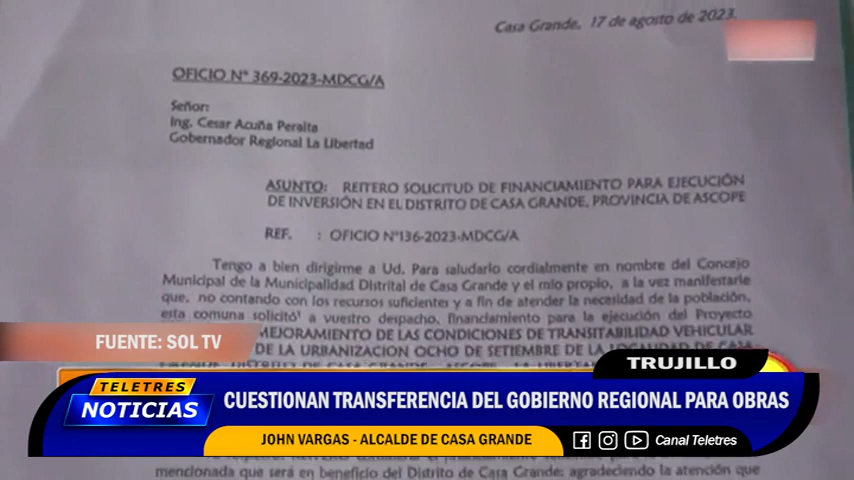 Casa Grande, 17 de agosto de 2023.
OFICIO N° 369-2023-MDCG/A
Señor:
Ing. Cesar Acuña Peralta
Gobernador Regional La Libertad
ASUNTO: REITERO SOLICITUD DE FINANCIAMIENTO PARA EJECUCIÓN
DE INVERSIÓN EN EL DISTRITO DE CASA GRANDE, PROVINCIA DE ASCOPE
REF. : OFICIO N°136-2023-MDCG/A
Tengo a bien dirigirme a Ud. Para saludarlo cordialmente en nombre del Concejo
Municipal de la Municipalidad Distrital de Casa Grande y el mío propio, a la vez manifestarle
que, no contando con los recursos suficientes y a fin de atender la necesidad de la población,
esta comuna solicitó¹ a vuestro despacho, financiamiento para la ejecución del Proyecto
MEJORAMIENTO DE LAS CONDICIONES DE TRANSITABILIDAD VEHICULAR
DE LA URBANIZACION OCHO DE SETIEMBRE DE LA LOCALIDAD DE CASA
FUENTE: SOL TV
TRUJILLO
TELETRES
NOTICIAS
CUESTIONAN TRANSFERENCIA DEL GOBIERNO REGIONAL PARA OBRAS
JOHN VARGAS - ALCALDE DE CASA GRANDE
Canal Teletres
mencionada que será en beneficio del Distrito de Casa Grande; agradeciendo la atención que